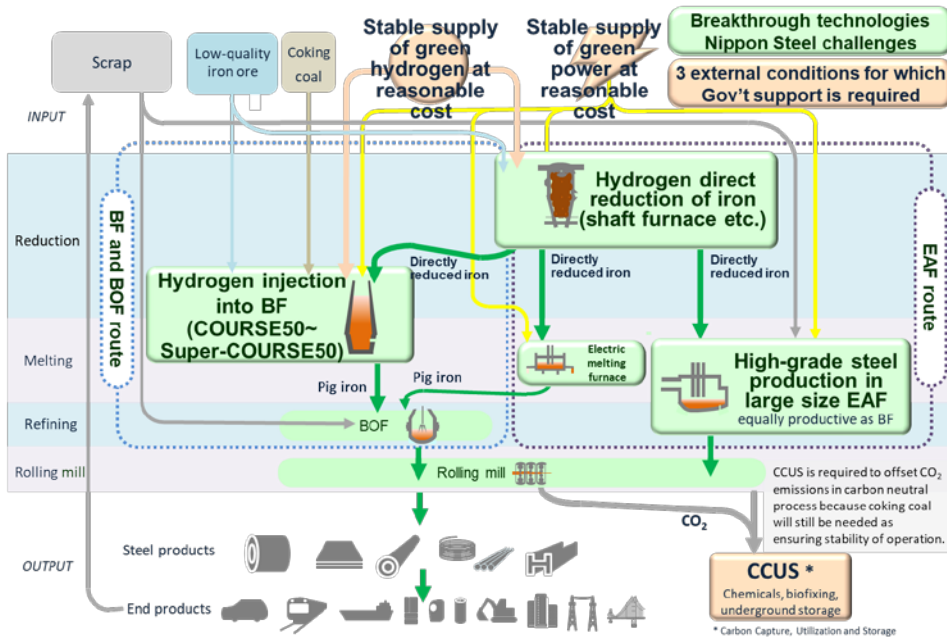 Scrap
Low-quality
iron ore
Coking
coal
Stable supply
of green
hydrogen at
reasonable
cost
Stable supply
of green
power at
reasonable
cost
Breakthrough technologies
Nippon Steel challenges
3 external conditions for which
Gov't support is required
INPUT
Reduction
BF and BOF route
Hydrogen direct
reduction of iron
(shaft furnace etc.)
EAF route
Directly
reduced iron
Directly
reduced iron
Directly
reduced iron
Hydrogen injection
into BF
(COURSE50~
Super-COURSE50)
Melting
Electric
melting
furnace
High-grade steel
production in
large size EAF
equally productive as BF
Pig iron
Pig iron
Refining
BOF
Rolling mill
Rolling mill
CCUS is required to offset CO₂
emissions in carbon neutral
process because coking coal
will still be needed as
ensuring stability of operation.
CO₂
Steel products
OUTPUT
CCUS *
Chemicals, biofixing,
underground storage
End products
* Carbon Capture, Utilization and Storage